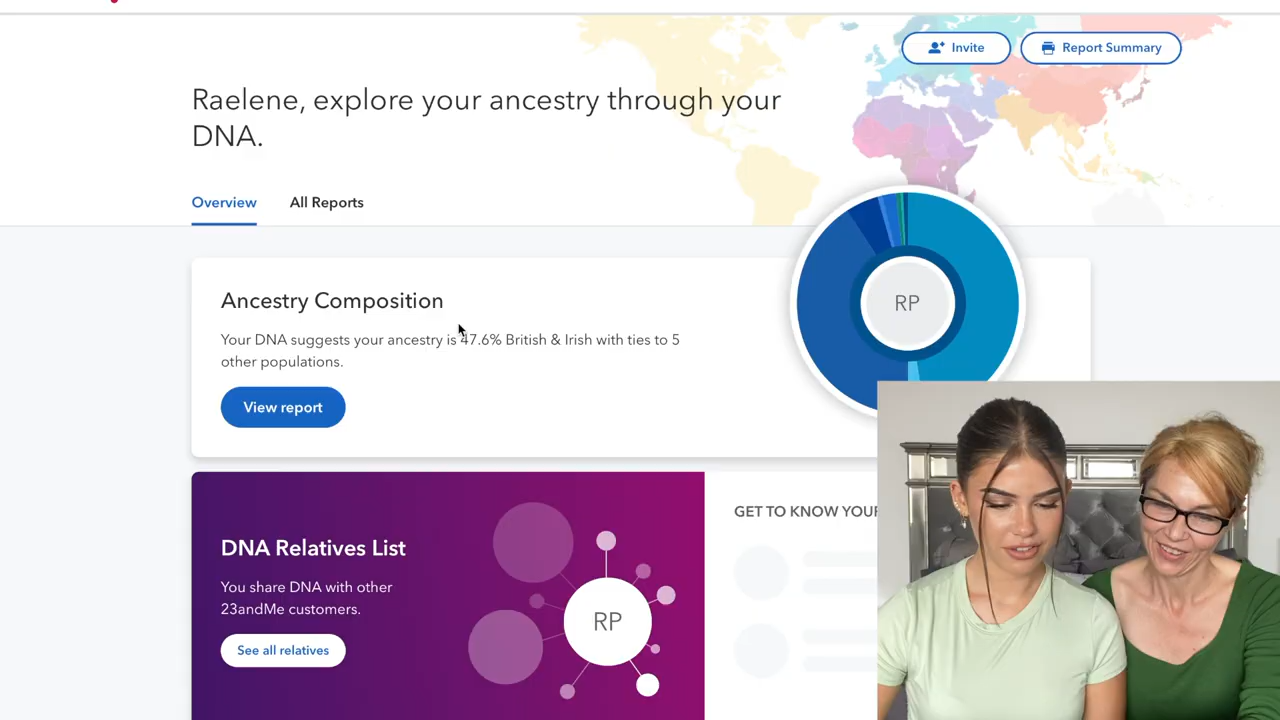 Invite
Report Summary
Raelene, explore your ancestry through your
DNA.
Overview
All Reports
Ancestry Composition
Your DNA suggests your ancestry is 47.6% British & Irish with ties to 5
other populations.
View report
RP
DNA Relatives List
You share DNA with other
23andMe customers.
See all relatives
RP
GET TO KNOW YOUR